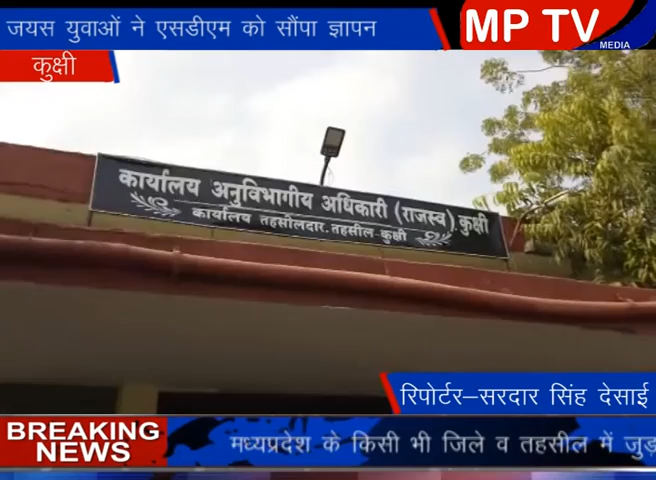 जयस युवाओं ने एसडीएम को सौंपा ज्ञापन
MP TV
MEDIA
कुक्षी
कार्यालय अनुविभागीय अधिकारी (राजस्व) कुक्षी
कार्यालय तहसीलदार. तहसील-कुक्षी
रिपोर्टर–सरदार सिंह देसाई
BREAKING
NEWS
मध्यप्रदेश के किसी भी जिले व तहसील में